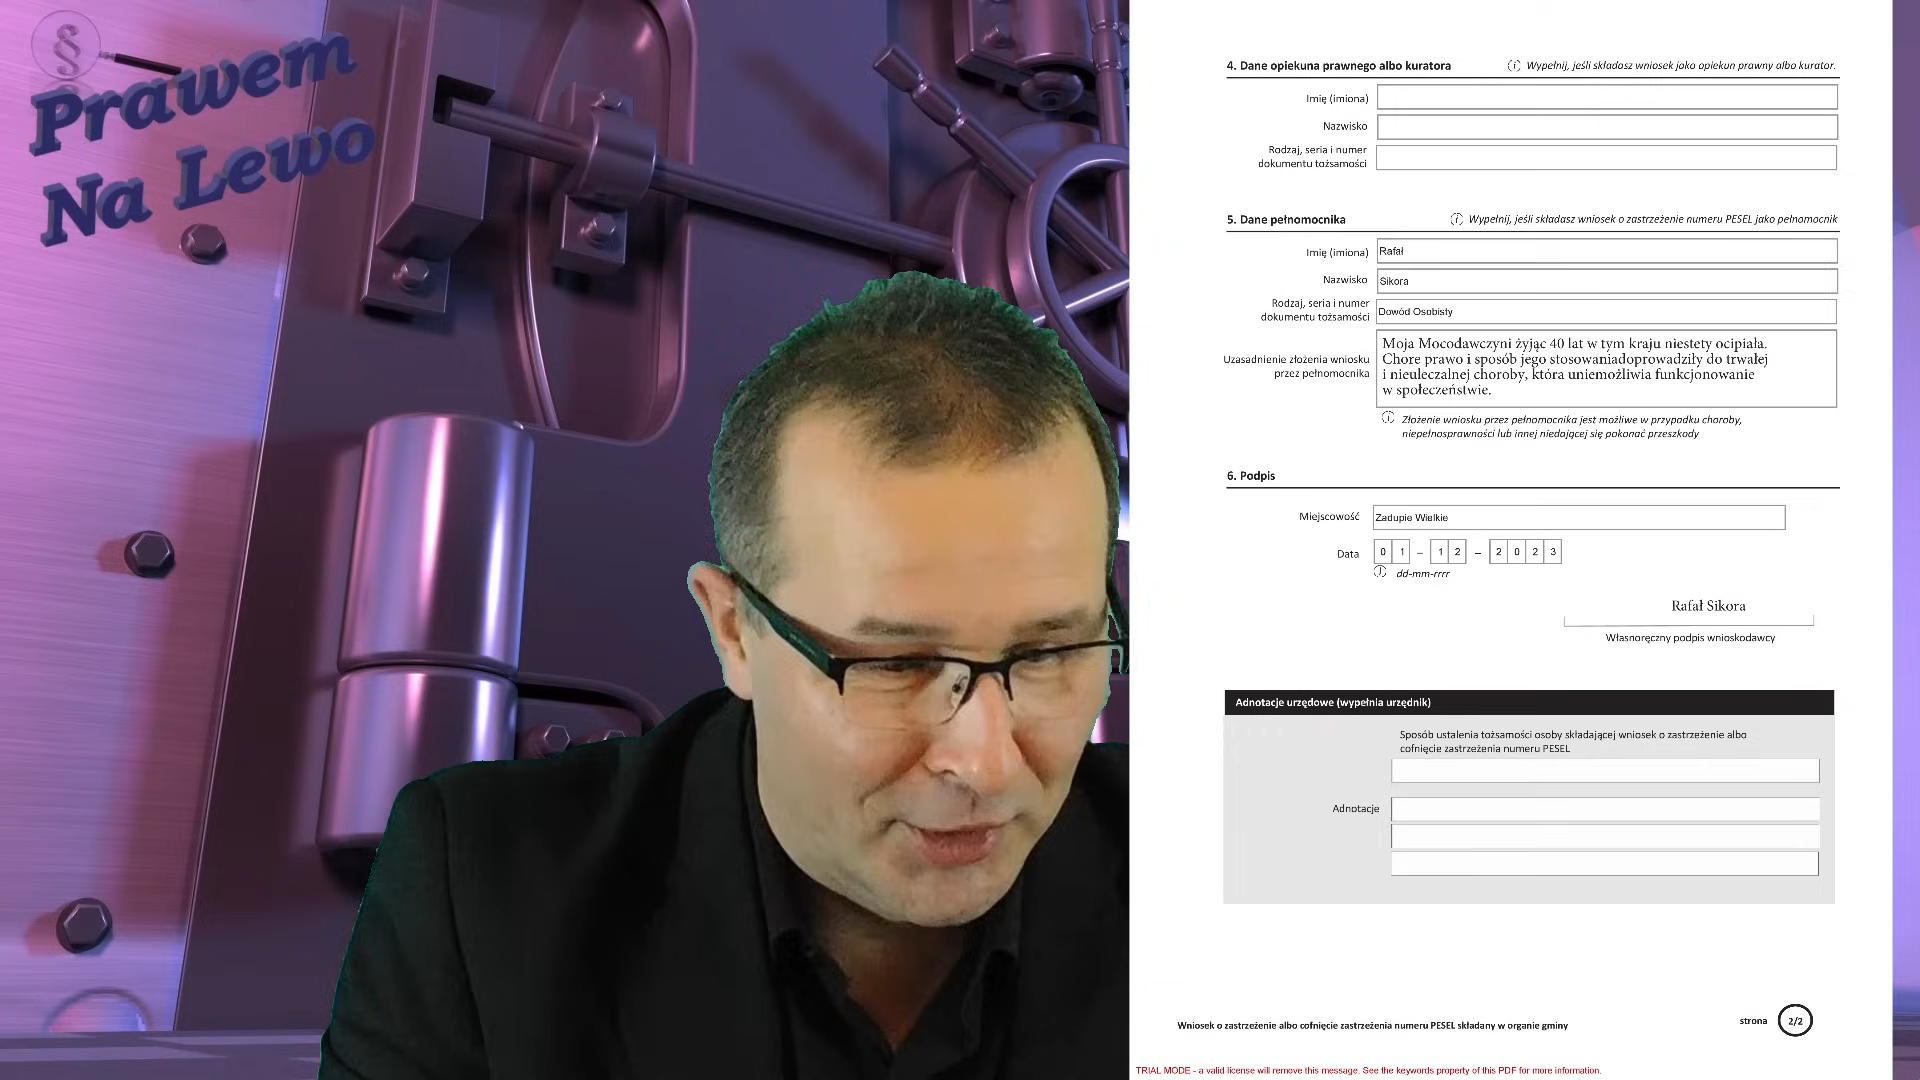 §
Prawem
Na Lewo
4. Dane opiekuna prawnego albo kuratora
i Wypełnij, jeśli składasz wniosek jako opiekun prawny albo kurator.
Imię (imiona)
Nazwisko
Rodzaj, seria i numer
dokumentu tożsamości
5. Dane pełnomocnika
i Wypełnij, jeśli składasz wniosek o zastrzeżenie numeru PESEL jako pełnomocnik
Imię (imiona) Rafał
Nazwisko Sikora
Rodzaj, seria i numer
dokumentu tożsamości Dowód Osobisty
Uzasadnienie złożenia wniosku
przez pełnomocnika
Moja Mocodawczyni żyjąc 40 lat w tym kraju niestety ocipiała.
Chore prawo i sposób jego stosowaniadoprowadziły do trwałej
i nieuleczalnej choroby, która uniemożliwia funkcjonowanie
w społeczeństwie.
i Złożenie wniosku przez pełnomocnika jest możliwe w przypadku choroby,
niepełnosprawności lub innej niedającej się pokonać przeszkody
6. Podpis
Miejscowość Zadupie Wielkie
Data 0 1 – 1 2 – 2 0 2 3
i dd-mm-rrrr
Rafał Sikora
Własnoręczny podpis wnioskodawcy
Adnotacje urzędowe (wypełnia urzędnik)
Sposób ustalenia tożsamości osoby składającej wniosek o zastrzeżenie albo
cofnięcie zastrzeżenia numeru PESEL
Adnotacje
Wniosek o zastrzeżenie albo cofnięcie zastrzeżenia numeru PESEL składany w organie gminy
strona 2/2
TRIAL MODE - a valid license will remove this message. See the keywords property of this PDF for more information.